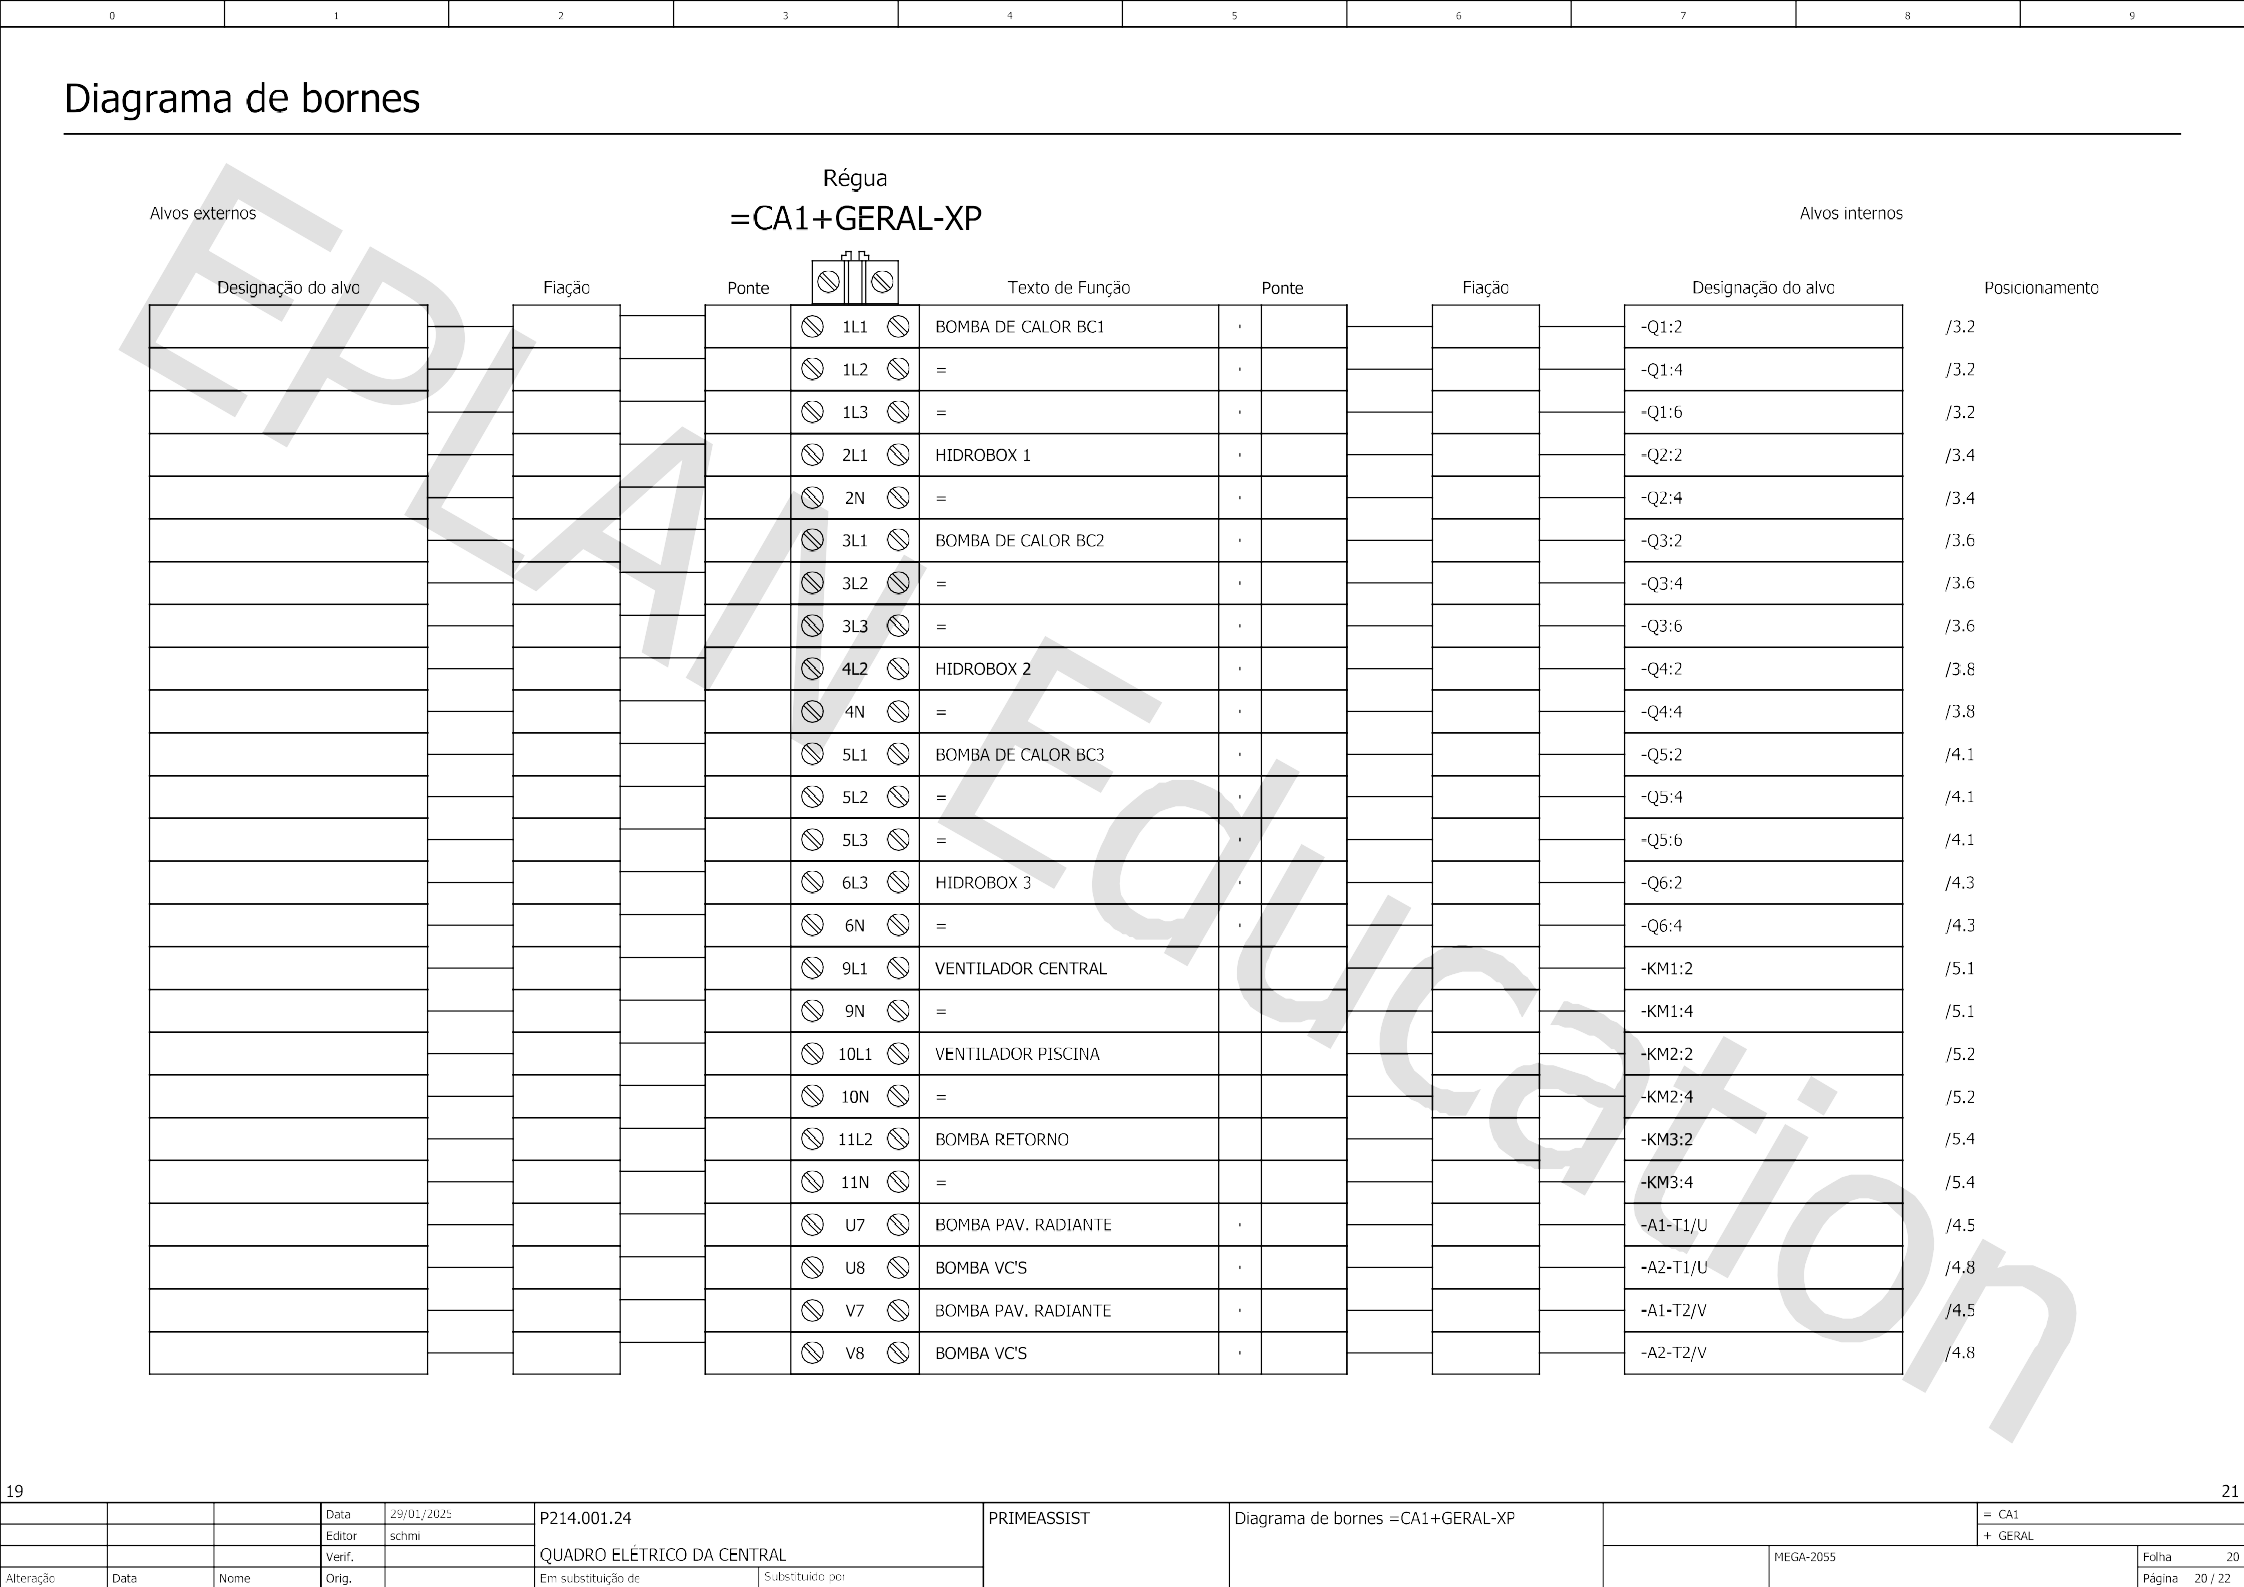 0 1 2 3 4 5 6 7 8 9
Diagrama de bornes
Régua
Alvos externos =CA1+GERAL-XP Alvos internos
Designação do alvo Fiação Ponte Texto de Função Ponte Fiação Designação do alvo Posicionamento
1L1 BOMBA DE CALOR BC1 -Q1:2 /3.2
1L2 = -Q1:4 /3.2
1L3 = -Q1:6 /3.2
2L1 HIDROBOX 1 -Q2:2 /3.4
2N = -Q2:4 /3.4
3L1 BOMBA DE CALOR BC2 -Q3:2 /3.6
3L2 = -Q3:4 /3.6
3L3 = -Q3:6 /3.6
4L2 HIDROBOX 2 -Q4:2 /3.8
4N = -Q4:4 /3.8
5L1 BOMBA DE CALOR BC3 -Q5:2 /4.1
5L2 = -Q5:4 /4.1
5L3 = -Q5:6 /4.1
6L3 HIDROBOX 3 -Q6:2 /4.3
6N = -Q6:4 /4.3
9L1 VENTILADOR CENTRAL -KM1:2 /5.1
9N = -KM1:4 /5.1
10L1 VENTILADOR PISCINA -KM2:2 /5.2
10N = -KM2:4 /5.2
11L2 BOMBA RETORNO -KM3:2 /5.4
11N = -KM3:4 /5.4
U7 BOMBA PAV. RADIANTE -A1-T1/U /4.5
U8 BOMBA VC'S -A2-T1/U /4.8
V7 BOMBA PAV. RADIANTE -A1-T2/V /4.5
V8 BOMBA VC'S -A2-T2/V /4.8
EPLAN Education
19 21
Data 29/01/2025 P214.001.24 PRIMEASSIST Diagrama de bornes =CA1+GERAL-XP = CA1
Editor schmi + GERAL
Verif. QUADRO ELÉTRICO DA CENTRAL MEGA-2055 Folha 20
Alteração Data Nome Orig. Em substituição de Substituído por Página 20 / 22